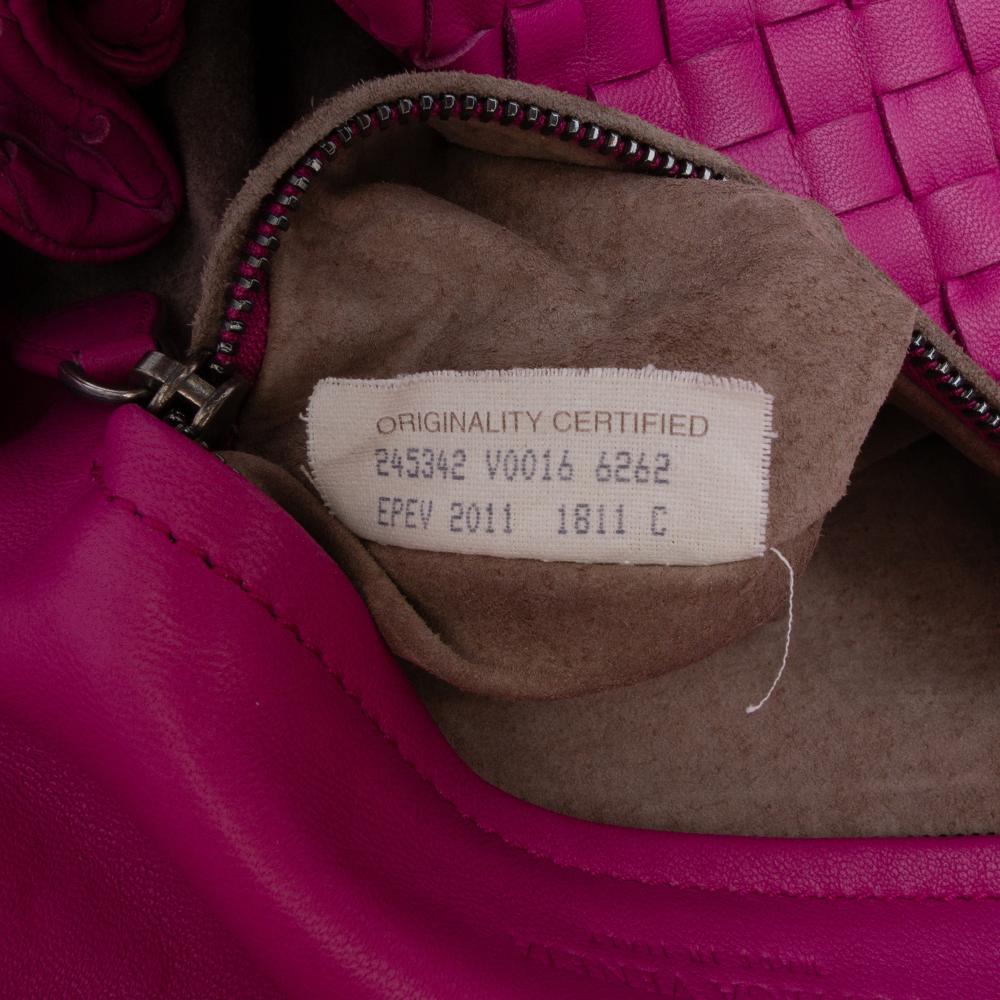 ORIGINALITY CERTIFIED
245342 V0016 6262
EPEV 2011 1811 C